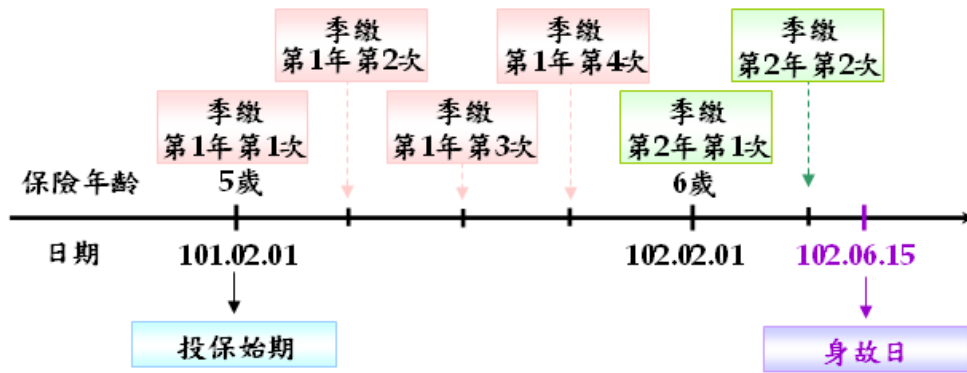 季繳
第1年第2次
季繳
第1年第4次
季繳
第2年第2次
季繳
第1年第1次
季繳
第1年第3次
季繳
第2年第1次
保險年齡
5歲
6歲
日期
101.02.01
102.02.01
102.06.15
投保始期
身故日